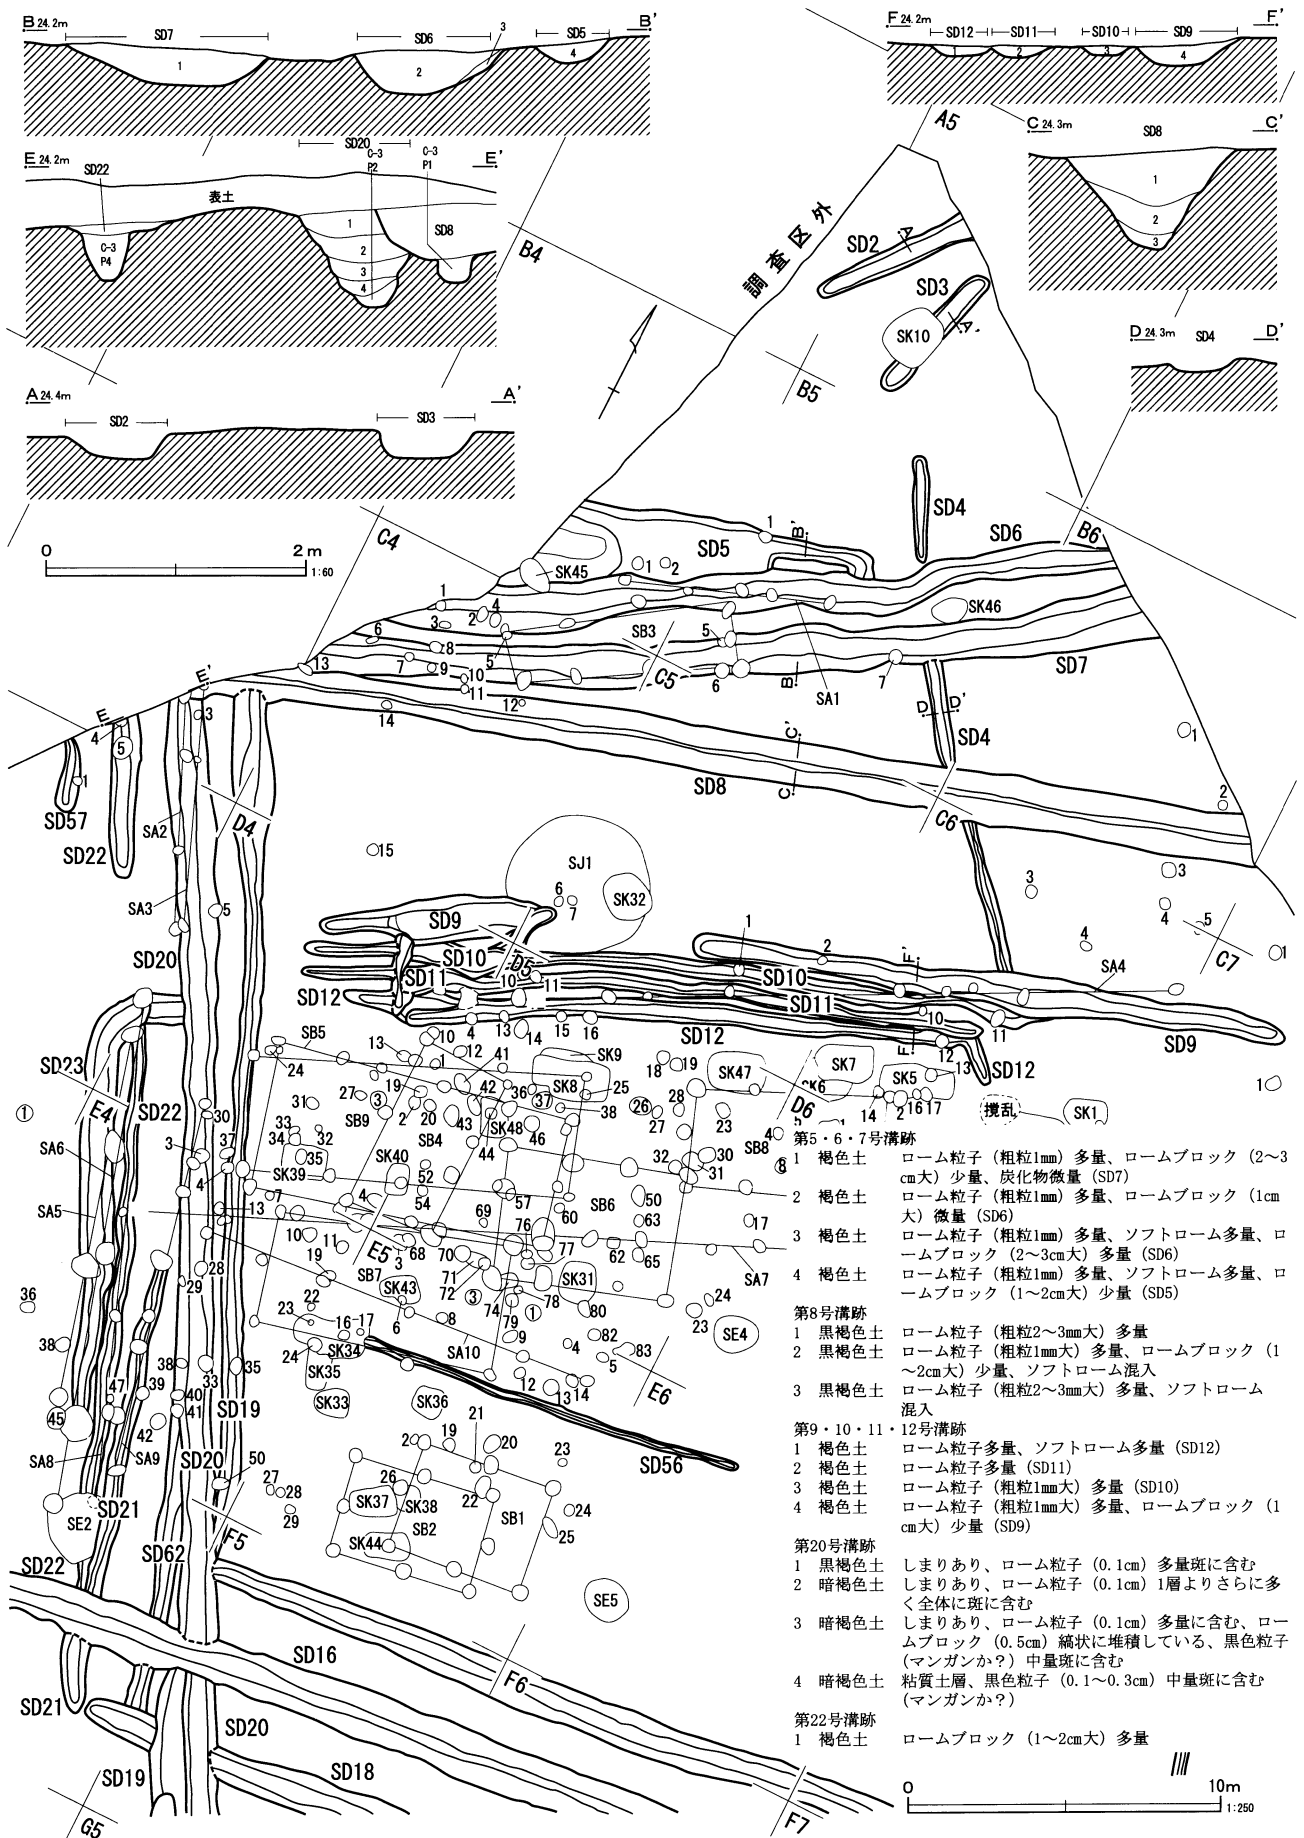 B 24.2m
B'
SD7
SD6
SD5
3
1
2
4
F 24.2m
F'
SD12
SD11
SD10
SD9
1
2
3
4
E 24.2m
E'
SD22
SD20
C-3
P2
C-3
P1
表土
SD8
C-3
P4
1
2
3
4
C 24.3m
C'
SD8
1
2
3
D 24.3m
D'
SD4
A 24.4m
A'
SD2
SD3
0
2m
1:60
A5
B4
調査区外
SD2
A
SD3
A'
SK10
B5
C4
SD4
SD6
B6
SD5
SK45
SK46
SB3
C5
SD7
SA1
SD4
SD8
C6
SD57
SD22
SA2
D4
SA3
SD20
SJ1
SK32
SD9
SD10
D5
SD11
SD12
SD10
SD11
SD12
SA4
C7
SD9
SD12
SB5
SK9
SK8
SK47
SK7
SK6
SK5
D6
攪乱
SK1
SD23
E4
SD22
SB9
SB4
SK48
SB8
SA6
SK39
SK40
SA5
SB6
E5
SA7
SB7
SK43
SK31
SE4
SK34
SK35
SK33
SA10
SK36
E6
SD19
SD56
SA8
SA9
SD20
SE2
SD21
F5
SK37
SK38
SB2
SB1
SK44
SD22
SD62
SE5
SD16
F6
SD21
SD20
SD19
SD18
G5
F7
第5・6・7号溝跡
1 褐色土 ローム粒子（粗粒1mm）多量、ロームブロック（2～3
cm大）少量、炭化物微量（SD7）
2 褐色土 ローム粒子（粗粒1mm）多量、ロームブロック（1cm
大）微量（SD6）
3 褐色土 ローム粒子（粗粒1mm）多量、ソフトローム多量、ロ
ームブロック（2～3cm大）多量（SD6）
4 褐色土 ローム粒子（粗粒1mm）多量、ソフトローム多量、ロ
ームブロック（1～2cm大）少量（SD5）
第8号溝跡
1 黒褐色土 ローム粒子（粗粒2～3mm大）多量
2 黒褐色土 ローム粒子（粗粒1mm大）多量、ロームブロック（1
～2cm大）少量、ソフトローム混入
3 黒褐色土 ローム粒子（粗粒2～3mm大）多量、ソフトローム
混入
第9・10・11・12号溝跡
1 褐色土 ローム粒子多量、ソフトローム多量（SD12）
2 褐色土 ローム粒子多量（SD11）
3 褐色土 ローム粒子（粗粒1mm大）多量（SD10）
4 褐色土 ローム粒子（粗粒1mm大）多量、ロームブロック（1
cm大）少量（SD9）
第20号溝跡
1 黒褐色土 しまりあり、ローム粒子（0.1cm）多量斑に含む
2 暗褐色土 しまりあり、ローム粒子（0.1cm）1層よりさらに多
く全体に斑に含む
3 暗褐色土 しまりあり、ローム粒子（0.1cm）多量に含む、ロー
ムブロック（0.5cm）縞状に堆積している、黒色粒子
（マンガンか？）中量斑に含む
4 暗褐色土 粘質土層、黒色粒子（0.1～0.3cm）中量斑に含む
（マンガンか？）
第22号溝跡
1 褐色土 ロームブロック（1～2cm大）多量
0
10m
1:250